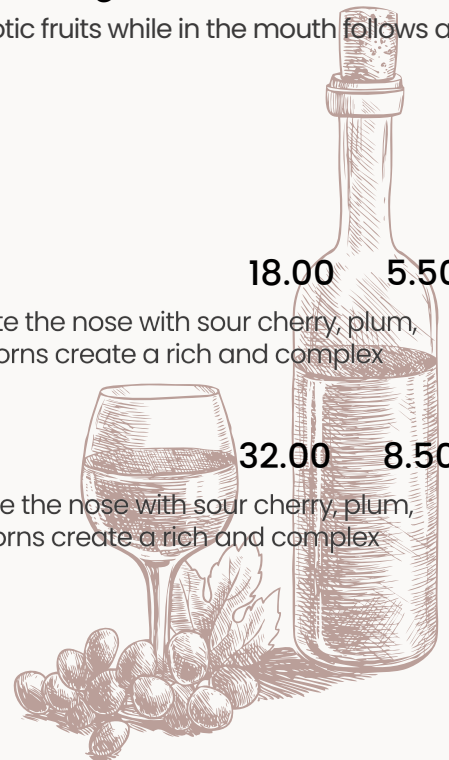 otic fruits while in the mouth follows a
18.00 5.50
te the nose with sour cherry, plum,
orns create a rich and complex
32.00 8.50
e the nose with sour cherry, plum,
orns create a rich and complex